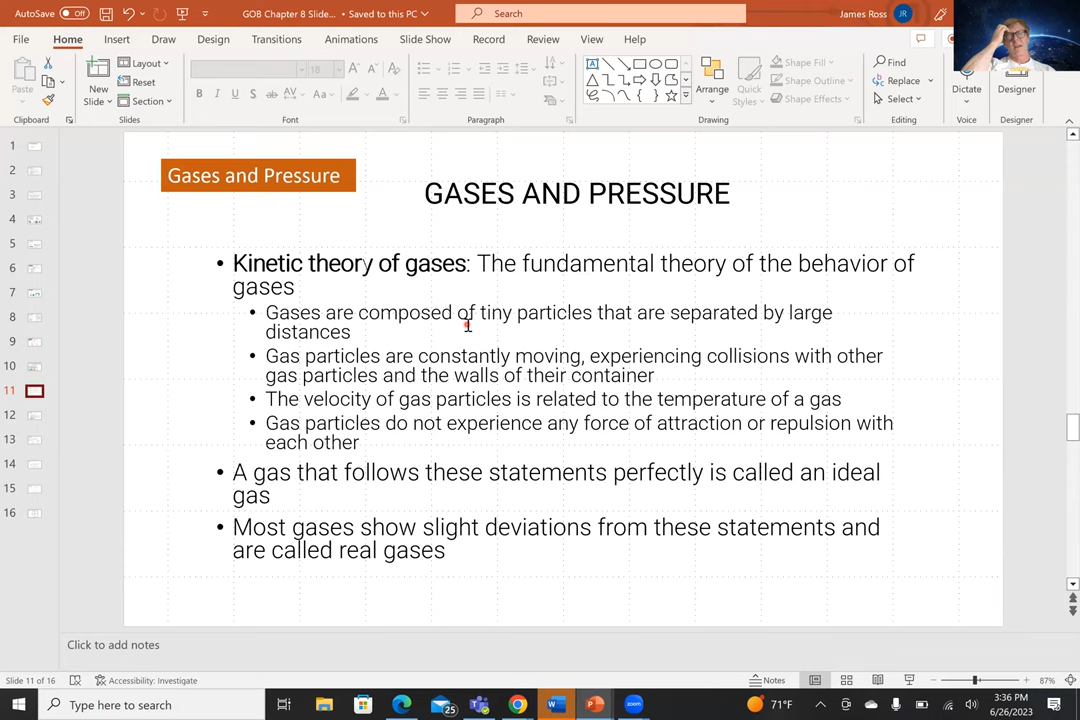 AutoSave Off GOB Chapter 8 Slide... • Saved to this PC Search James Ross JR
File Home Insert Draw Design Transitions Animations Slide Show Record Review View Help
Paste New Slide Layout Reset Section 18 Arrange Quick Styles Shape Fill Shape Outline Shape Effects Find Replace Select Dictate Designer
Clipboard Slides Font Paragraph Drawing Editing Voice Designer
1
2
3
4
5
6
7
8
9
10
11
12
13
14
15
16
Gases and Pressure
GASES AND PRESSURE
• Kinetic theory of gases: The fundamental theory of the behavior of
gases
• Gases are composed of tiny particles that are separated by large
distances
• Gas particles are constantly moving, experiencing collisions with other
gas particles and the walls of their container
• The velocity of gas particles is related to the temperature of a gas
• Gas particles do not experience any force of attraction or repulsion with
each other
• A gas that follows these statements perfectly is called an ideal
gas
• Most gases show slight deviations from these statements and
are called real gases
Click to add notes
Slide 11 of 16 Accessibility: Investigate Notes 87%
Type here to search 25 zoom 71°F 3:36 PM
6/26/2023